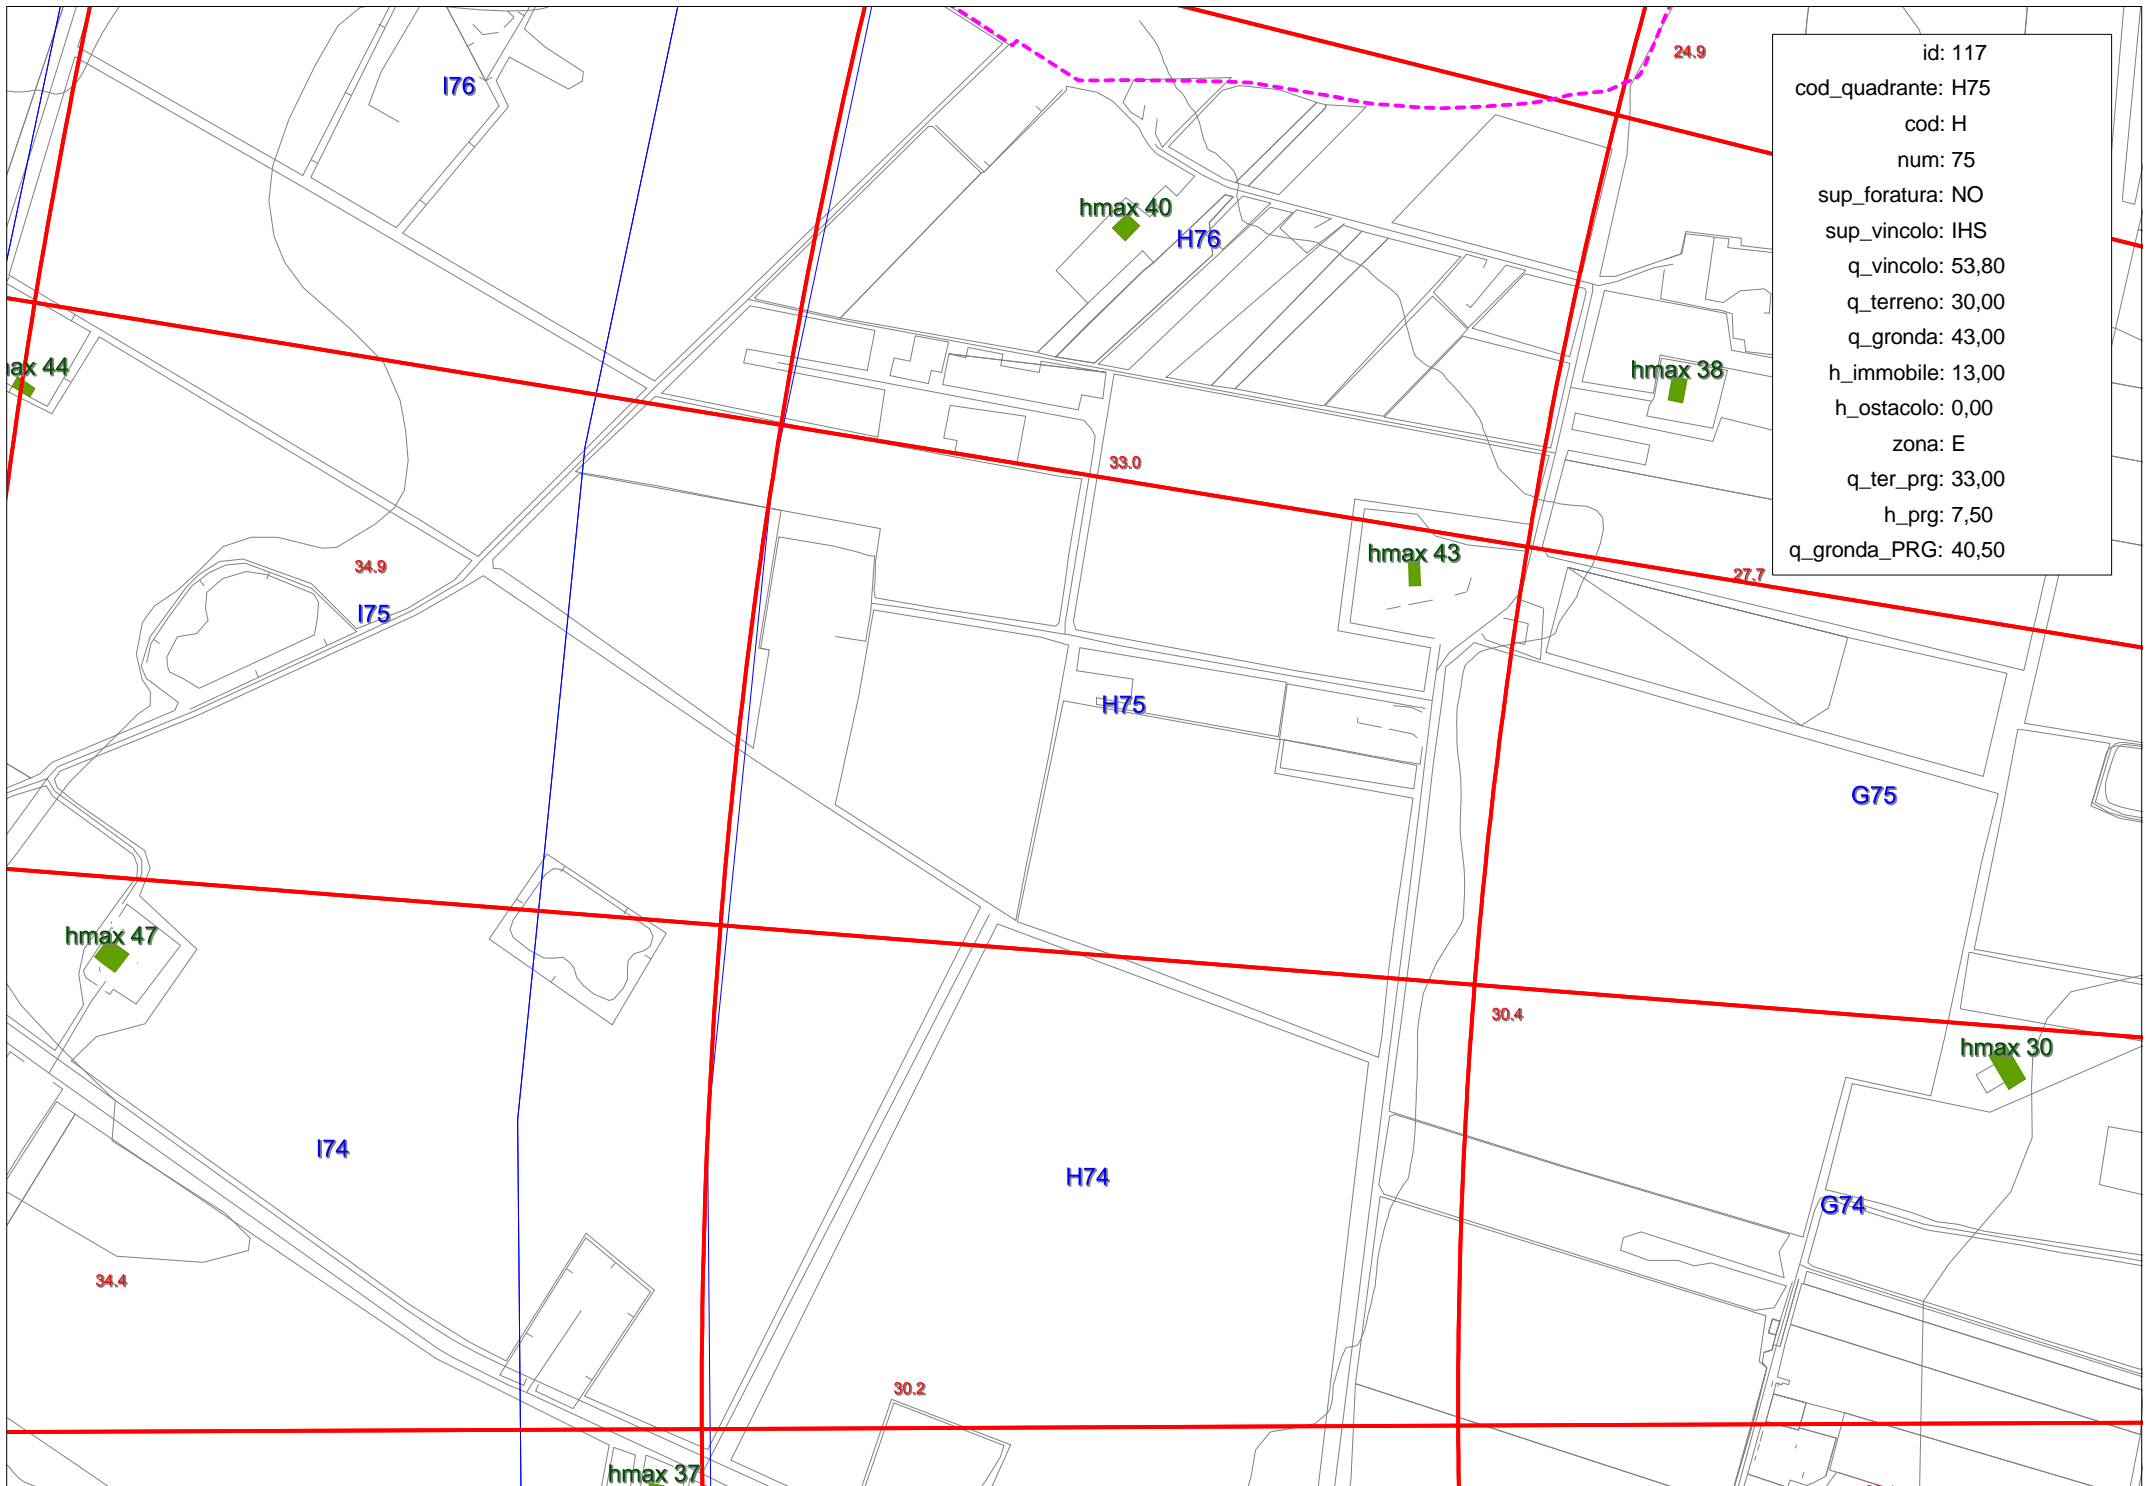 24.9
id: 117
cod_quadrante: H75
cod: H
num: 75
sup_foratura: NO
sup_vincolo: IHS
q_vincolo: 53,80
q_terreno: 30,00
q_gronda: 43,00
h_immobile: 13,00
h_ostacolo: 0,00
zona: E
q_ter_prg: 33,00
h_prg: 7,50
q_gronda_PRG: 40,50
I76
hmax 40
H76
ax 44
hmax 38
33.0
hmax 43
34.9
27.7
I75
H75
G75
hmax 47
30.4
hmax 30
I74
H74
G74
34.4
30.2
hmax 37